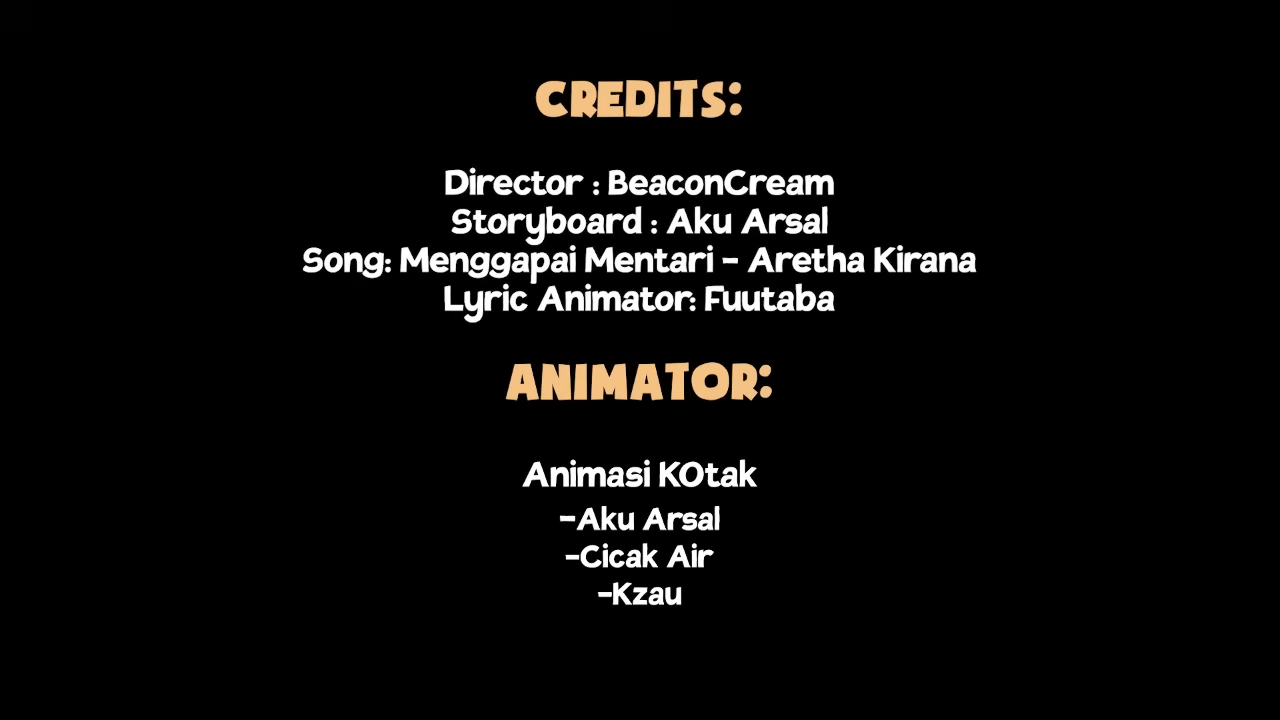 CREDITS:
Director : BeaconCream
Storyboard : Aku Arsal
Song: Menggapai Mentari - Aretha Kirana
Lyric Animator: Fuutaba
ANIMATOR:
Animasi KOtak
-Aku Arsal
-Cicak Air
-Kzau